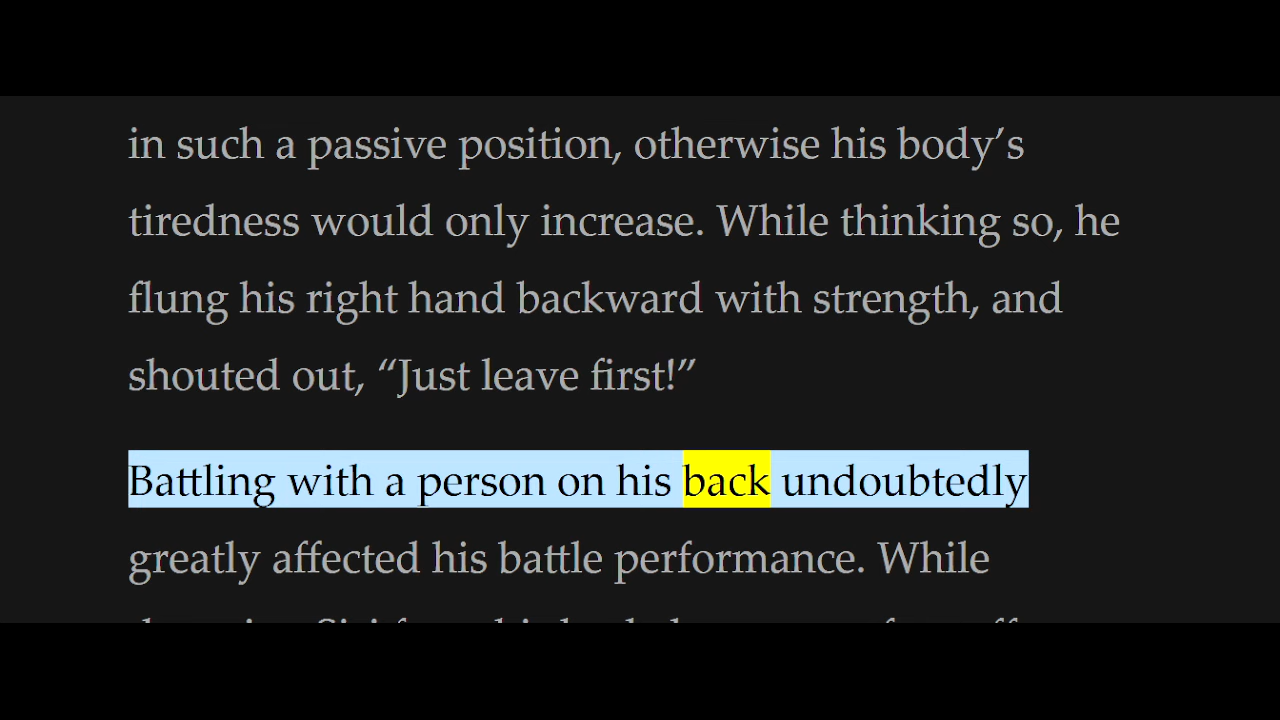 in such a passive position, otherwise his body’s
tiredness would only increase. While thinking so, he
flung his right hand backward with strength, and
shouted out, “Just leave first!”
Battling with a person on his back undoubtedly
greatly affected his battle performance. While